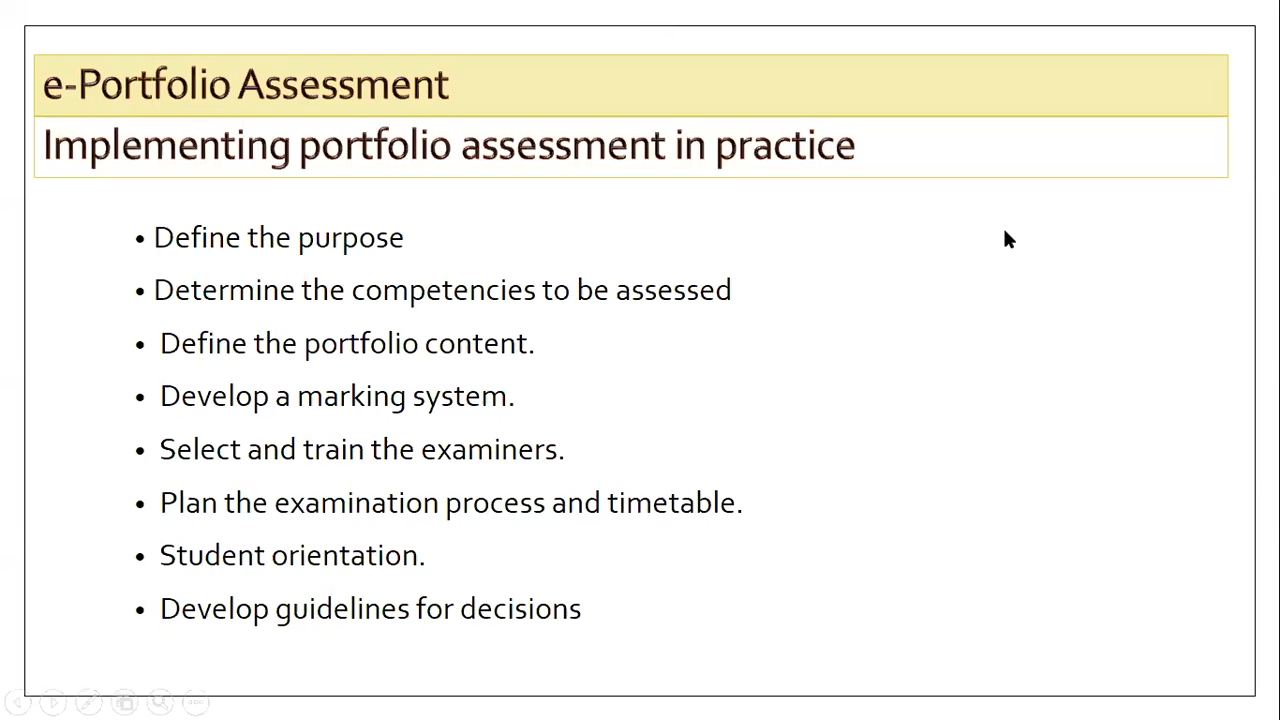 e-Portfolio Assessment
Implementing portfolio assessment in practice
• Define the purpose
• Determine the competencies to be assessed
• Define the portfolio content.
• Develop a marking system.
• Select and train the examiners.
• Plan the examination process and timetable.
• Student orientation.
• Develop guidelines for decisions